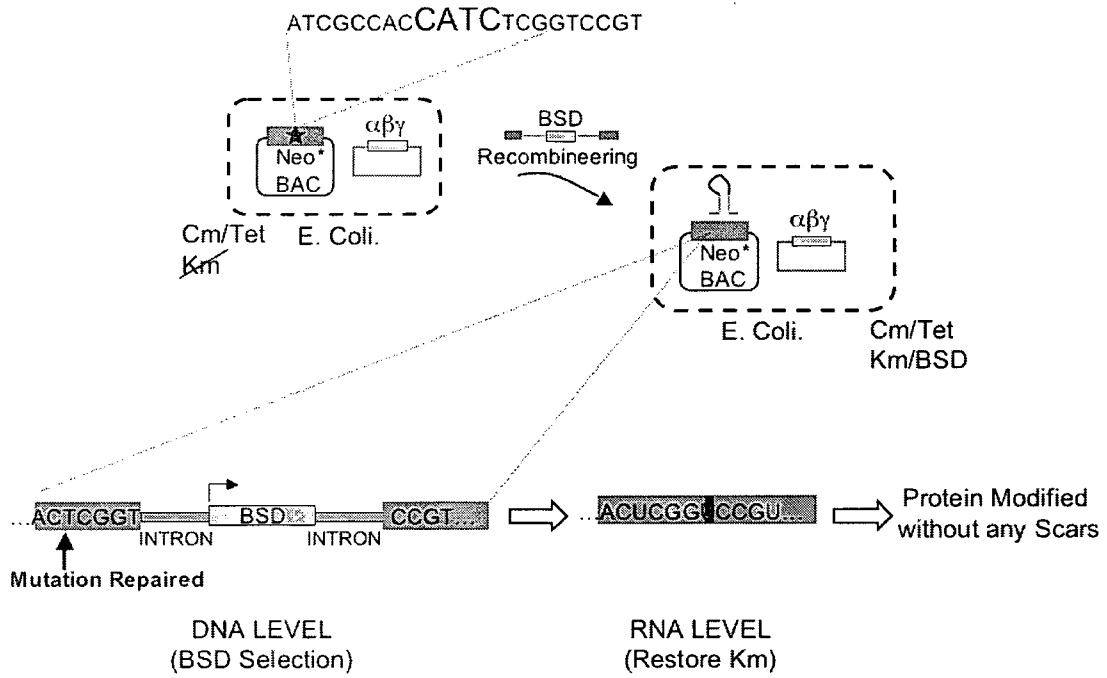 ATCGCCACCATCTCGGTCCGT
αβγ
Neo*
BAC
BSD
Recombineering
Cm/Tet
Km
E. Coli.
αβγ
Neo*
BAC
E. Coli.
Cm/Tet
Km/BSD
....ACTCGGT BSD CCGT....
INTRON INTRON
Mutation Repaired
...ACUCGGUCCGU...
Protein Modified
without any Scars
DNA LEVEL
(BSD Selection)
RNA LEVEL
(Restore Km)